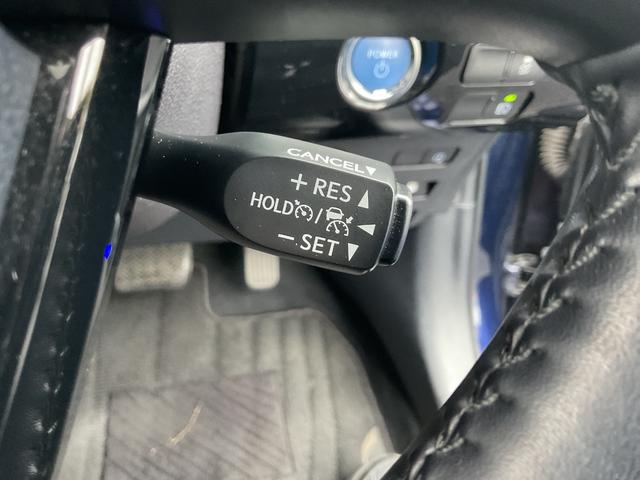 POWER
CANCEL▼
+ RES ▲
HOLD /
− SET ▼